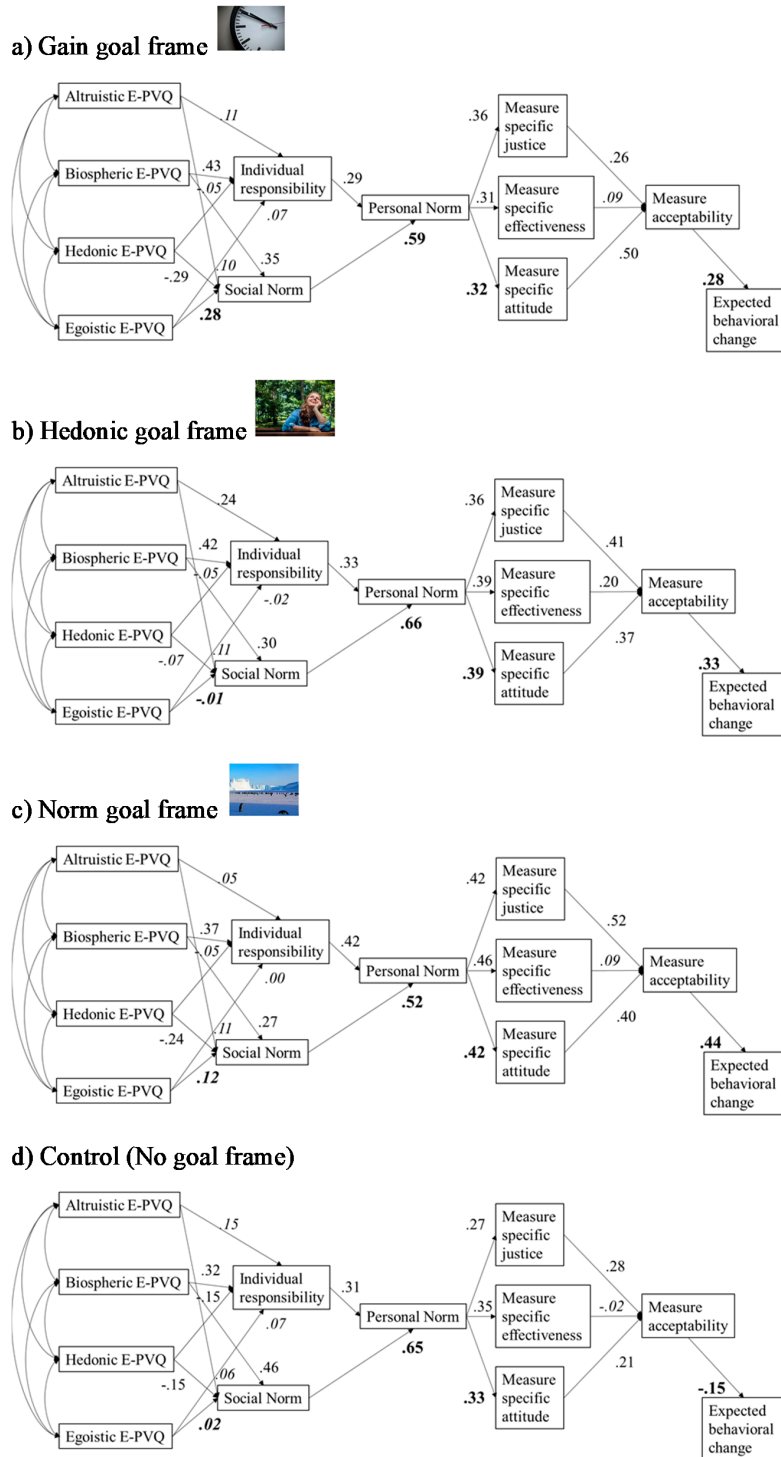 a) Gain goal frame
Altruistic E-PVQ
Biospheric E-PVQ
Hedonic E-PVQ
Egoistic E-PVQ
.11
.43
-.05
Individual
responsibility
.07
.10
.35
-.29
Social Norm
.28
.29
Personal Norm
.59
.36
.31
.32
Measure
specific
justice
Measure
specific
effectiveness
Measure
specific
attitude
.26
.09
.50
Measure
acceptability
.28
Expected
behavioral
change
b) Hedonic goal frame
Altruistic E-PVQ
Biospheric E-PVQ
Hedonic E-PVQ
Egoistic E-PVQ
.24
.42
-.05
Individual
responsibility
-.02
.11
.30
-.07
Social Norm
-.01
.33
Personal Norm
.66
.36
.39
.39
Measure
specific
justice
Measure
specific
effectiveness
Measure
specific
attitude
.41
.20
.37
Measure
acceptability
.33
Expected
behavioral
change
c) Norm goal frame
Altruistic E-PVQ
Biospheric E-PVQ
Hedonic E-PVQ
Egoistic E-PVQ
.05
.37
-.05
Individual
responsibility
.00
.11
.27
-.24
Social Norm
.12
.42
Personal Norm
.52
.42
.46
.42
Measure
specific
justice
Measure
specific
effectiveness
Measure
specific
attitude
.52
.09
.40
Measure
acceptability
.44
Expected
behavioral
change
d) Control (No goal frame)
Altruistic E-PVQ
Biospheric E-PVQ
Hedonic E-PVQ
Egoistic E-PVQ
.15
.32
-.15
Individual
responsibility
.07
.06
.46
-.15
Social Norm
.02
.31
Personal Norm
.65
.27
.35
.33
Measure
specific
justice
Measure
specific
effectiveness
Measure
specific
attitude
.28
-.02
.21
Measure
acceptability
-.15
Expected
behavioral
change